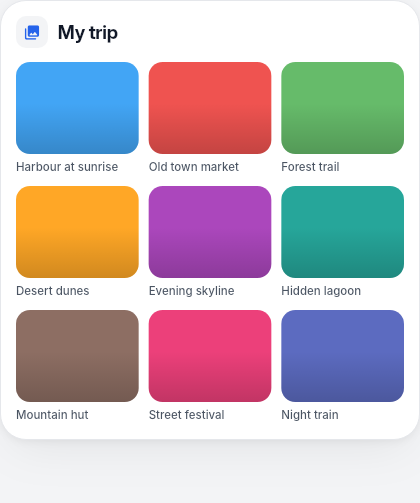 My trip
Harbour at sunrise
Old town market
Forest trail
Desert dunes
Evening skyline
Hidden lagoon
Mountain hut
Street festival
Night train